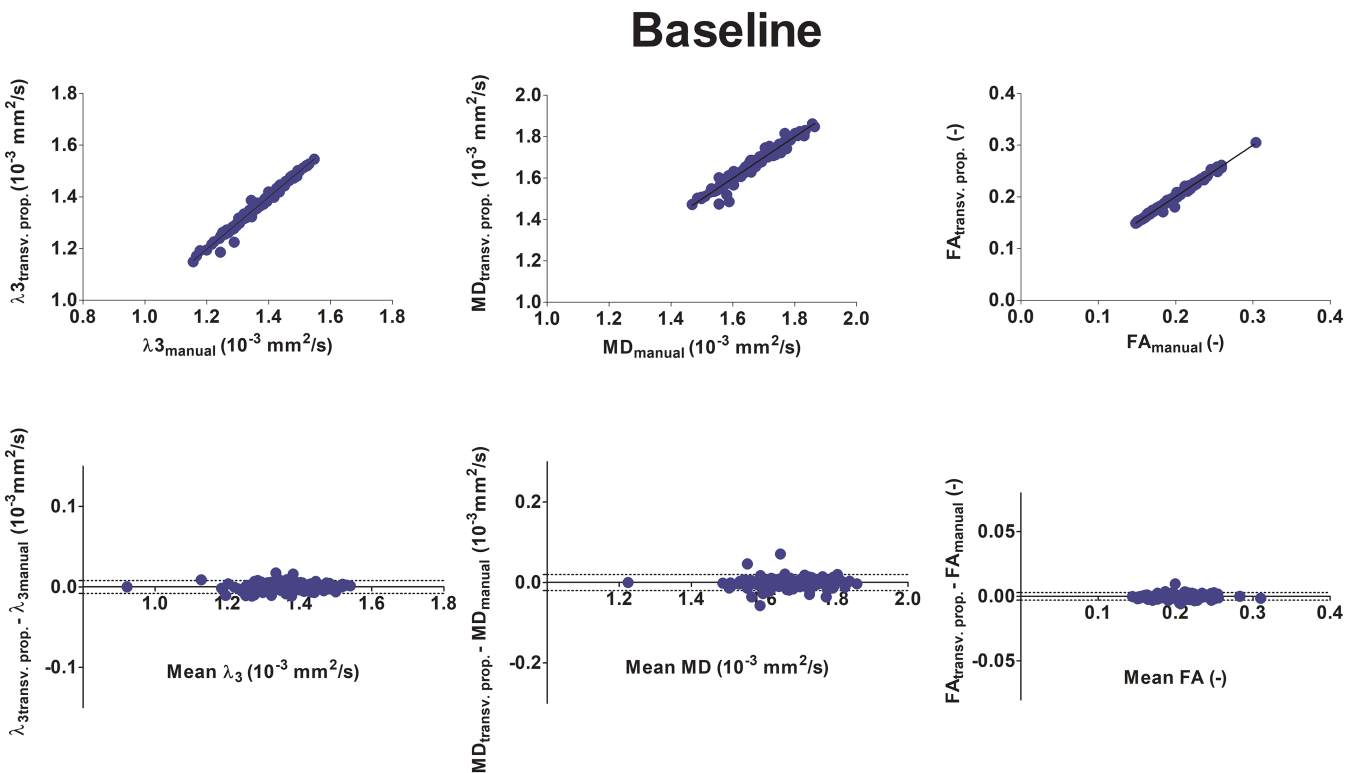 Baseline
λ3transv. prop. (10-3 mm2/s)
1.8
1.6
1.4
1.2
1.0
0.8 1.0 1.2 1.4 1.6 1.8
λ3manual (10-3 mm2/s)
MDtransv. prop. (10-3 mm2/s)
2.0
1.8
1.6
1.4
1.2
1.0
1.0 1.2 1.4 1.6 1.8 2.0
MDmanual (10-3 mm2/s)
FAtransv. prop. (-)
0.4
0.3
0.2
0.1
0.0
0.0 0.1 0.2 0.3 0.4
FAmanual (-)
λ3transv. prop. - λ3manual (10-3mm2/s)
0.1
0.0
-0.1
1.0 1.2 1.4 1.6 1.8
Mean λ3 (10-3 mm2/s)
MDtransv. prop. - MDmanual (10-3mm2/s)
0.2
0.0
-0.2
1.2 1.4 1.6 1.8 2.0
Mean MD (10-3 mm2/s)
FAtransv. prop. - FAmanual (-)
0.05
0.00
-0.05
0.1 0.2 0.3 0.4
Mean FA (-)